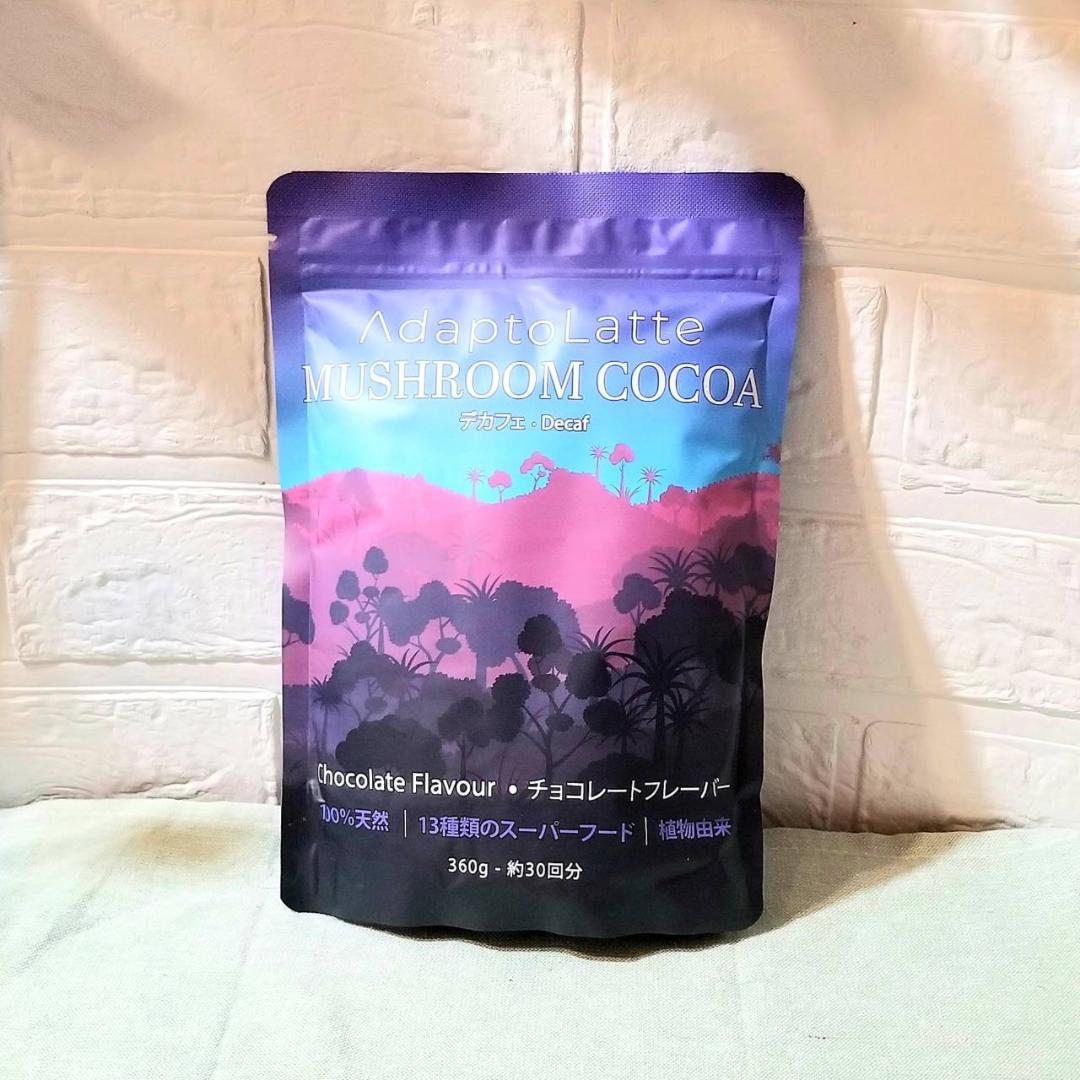 AdaptoLatte
MUSHROOM COCOA
デカフェ · Decaf
Chocolate Flavour • チョコレートフレーバー
100%天然 | 13種類のスーパーフード | 植物由来
360g - 約30回分